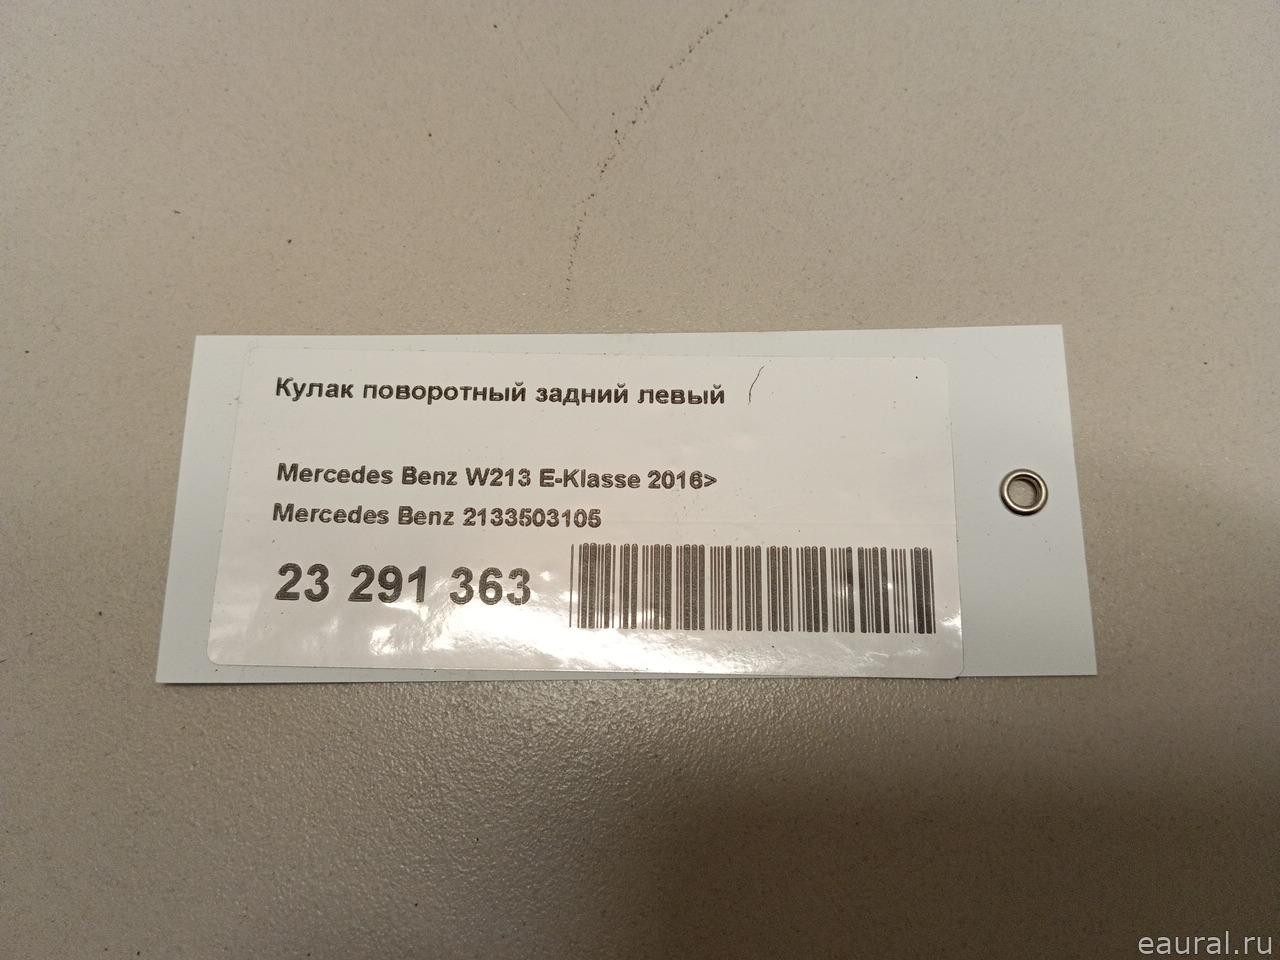 Кулак поворотный задний левый
Mercedes Benz W213 E-Klasse 2016>
Mercedes Benz 2133503105
23 291 363
eaural.ru